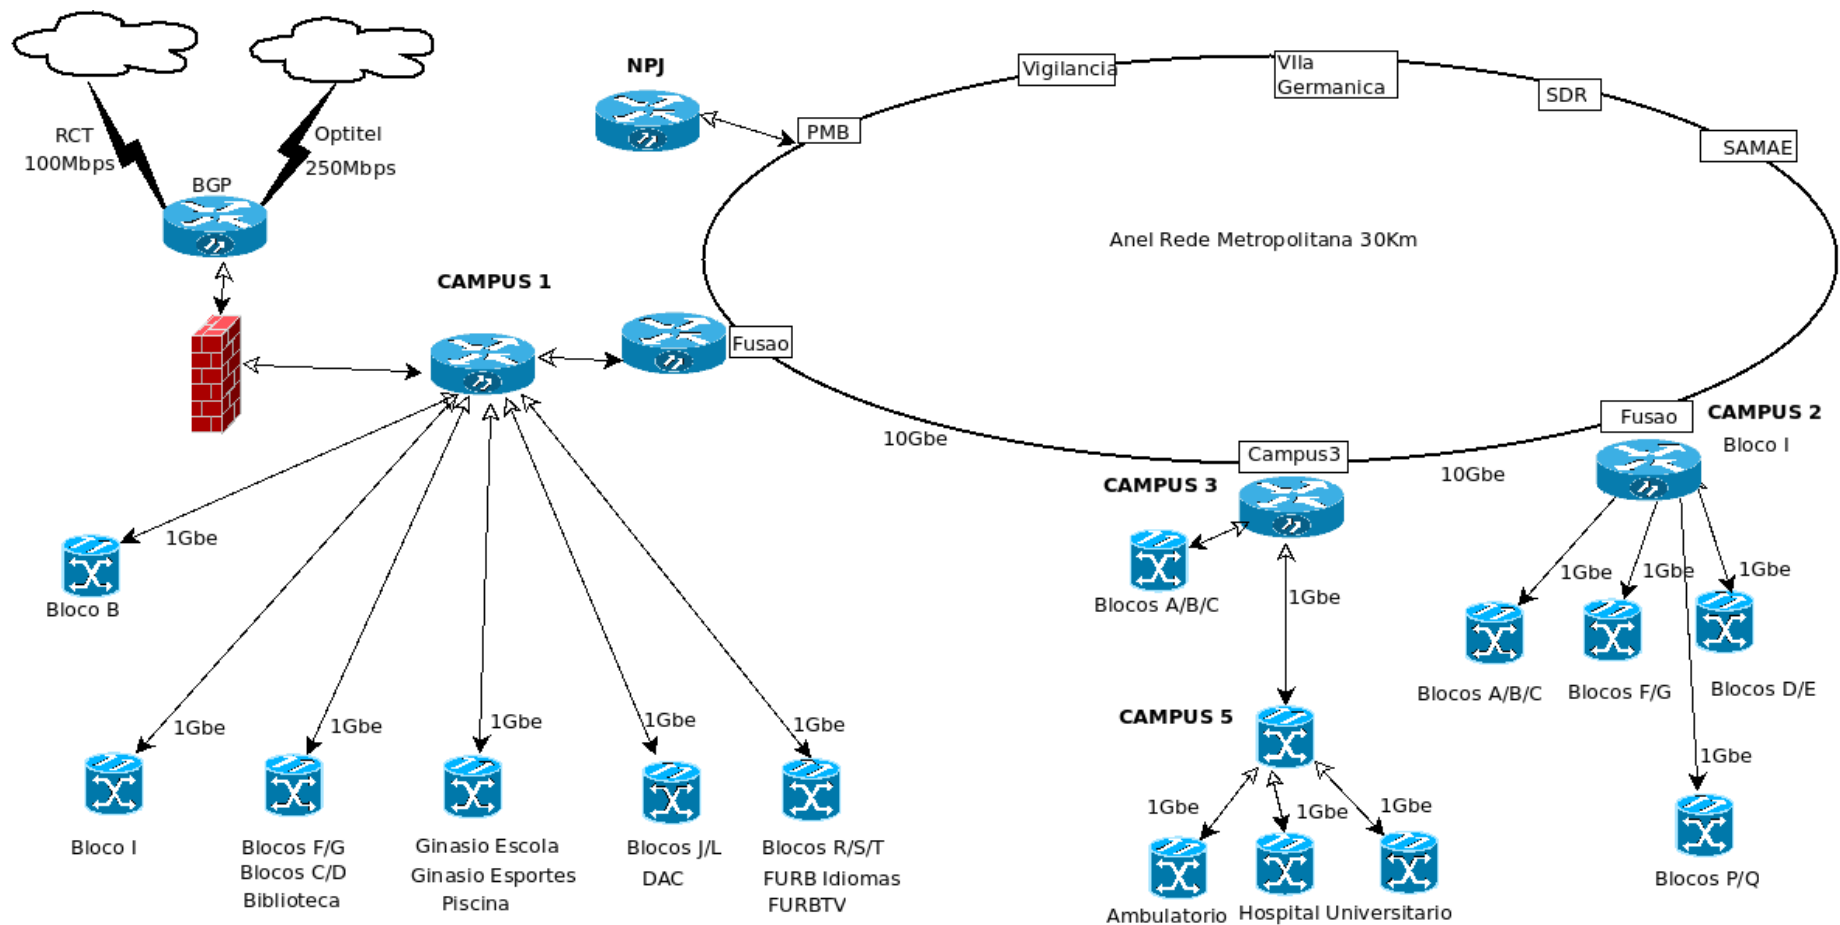 NPJ
Vigilancia
VIla
Germanica
SDR
PMB
SAMAE
RCT
100Mbps
Optitel
250Mbps
BGP
Anel Rede Metropolitana 30Km
CAMPUS 1
Fusao
10Gbe
Campus3
10Gbe
Fusao
CAMPUS 2
Bloco I
CAMPUS 3
1Gbe
Bloco B
Blocos A/B/C
1Gbe
1Gbe
1Gbe
1Gbe
Blocos A/B/C
Blocos F/G
Blocos D/E
1Gbe
Blocos P/Q
CAMPUS 5
1Gbe
1Gbe
1Gbe
Ambulatorio
Hospital Universitario
1Gbe
1Gbe
1Gbe
1Gbe
1Gbe
Bloco I
Blocos F/G
Blocos C/D
Biblioteca
Ginasio Escola
Ginasio Esportes
Piscina
Blocos J/L
DAC
Blocos R/S/T
FURB Idiomas
FURBTV